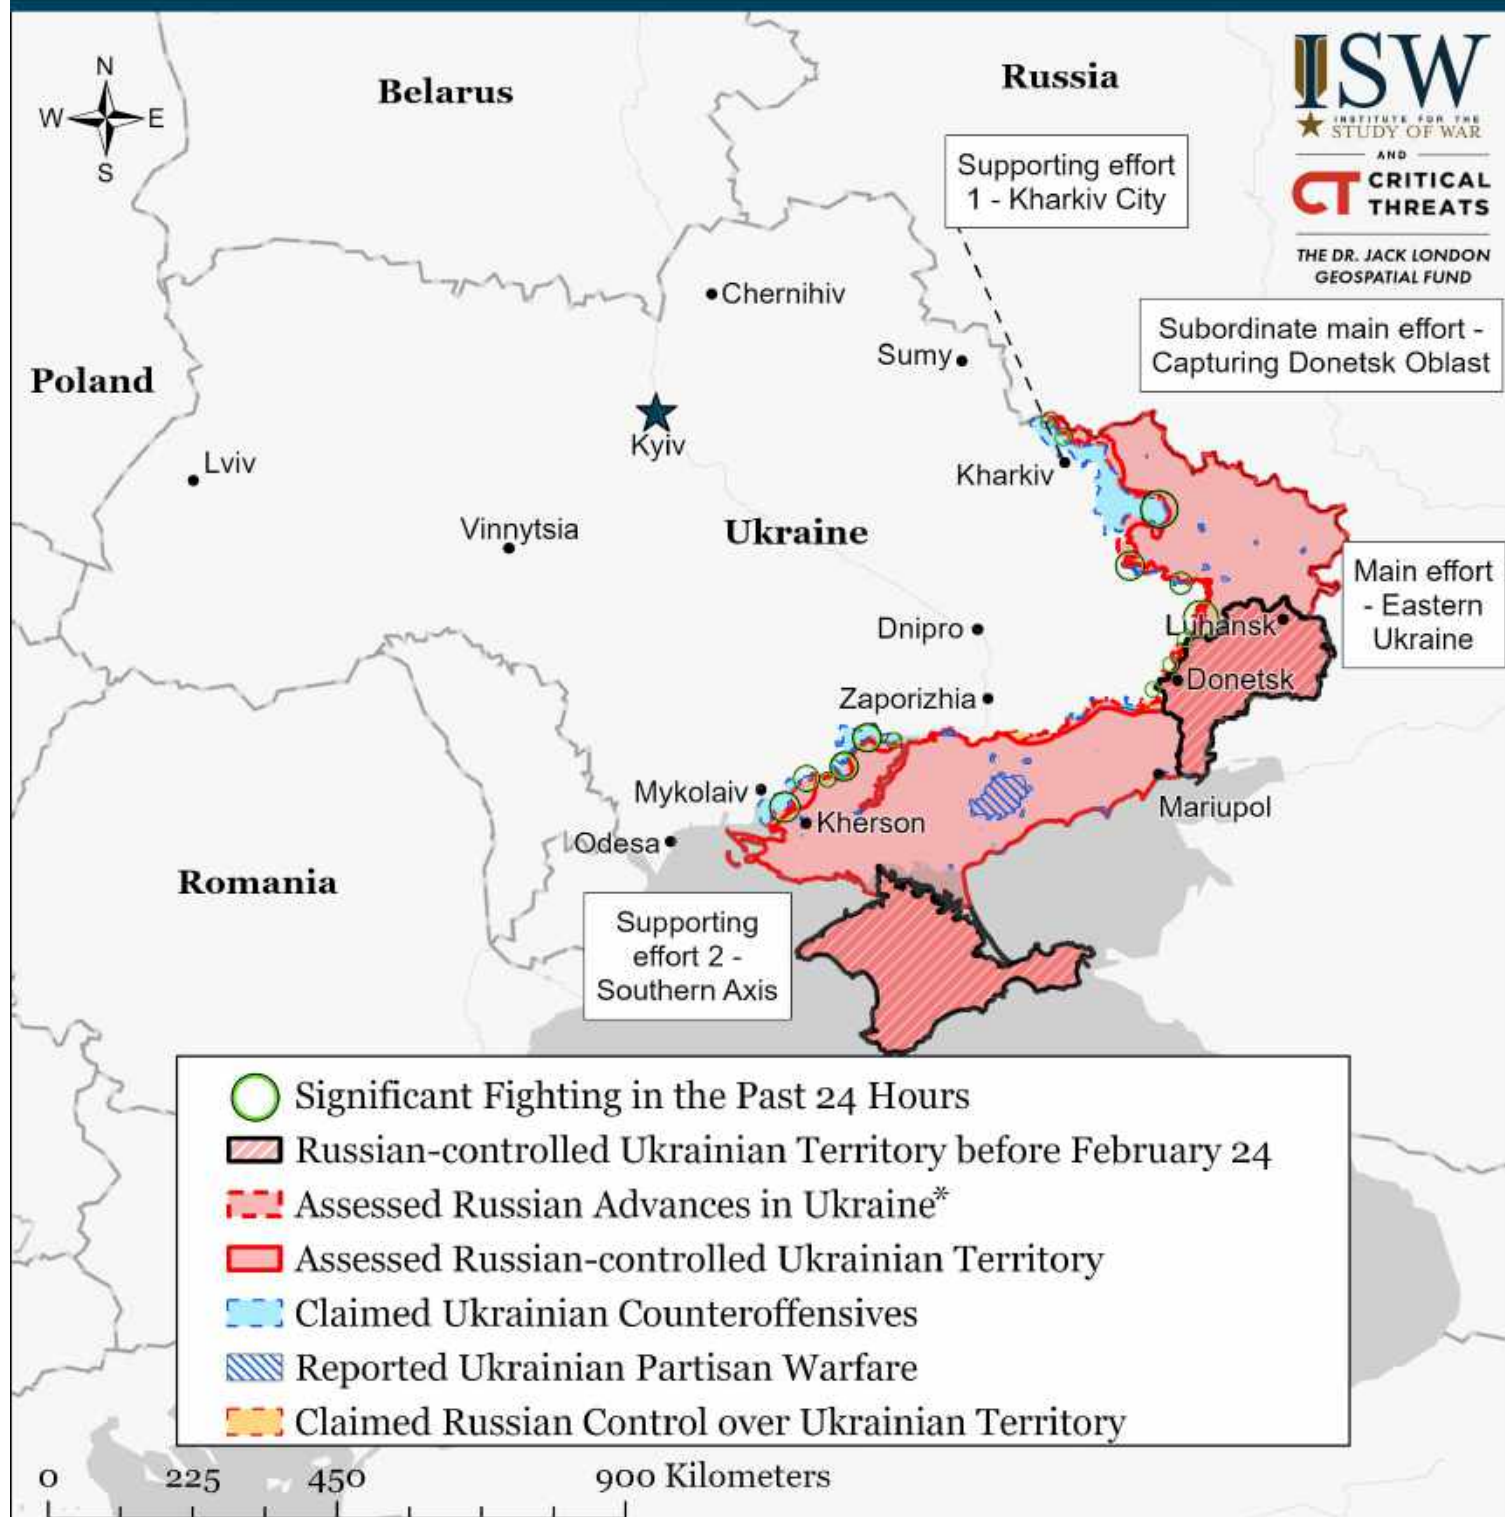 N
W
E
S
Belarus
Russia
ISW
INSTITUTE FOR THE
STUDY OF WAR
AND
CT CRITICAL
THREATS
THE DR. JACK LONDON
GEOSPATIAL FUND
Supporting effort
1 - Kharkiv City
Chernihiv
Subordinate main effort -
Capturing Donetsk Oblast
Sumy
Poland
Kyiv
Lviv
Kharkiv
Vinnytsia
Ukraine
Main effort
- Eastern
Ukraine
Dnipro
Luhansk
Donetsk
Zaporizhia
Mykolaiv
Mariupol
Kherson
Odesa
Romania
Supporting
effort 2 -
Southern Axis
Significant Fighting in the Past 24 Hours
Russian-controlled Ukrainian Territory before February 24
Assessed Russian Advances in Ukraine*
Assessed Russian-controlled Ukrainian Territory
Claimed Ukrainian Counteroffensives
Reported Ukrainian Partisan Warfare
Claimed Russian Control over Ukrainian Territory
0 225 450 900 Kilometers